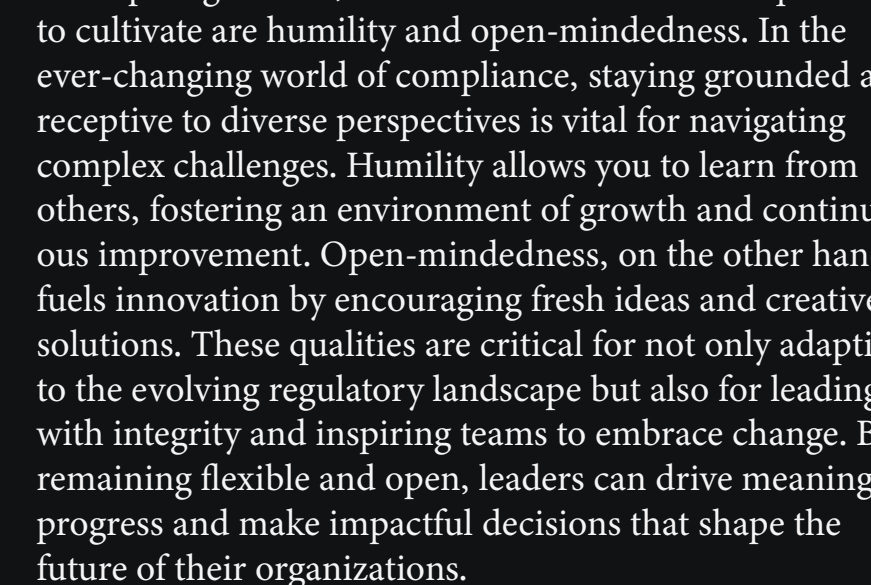 to cultivate are humility and open-mindedness. In the
ever-changing world of compliance, staying grounded
receptive to diverse perspectives is vital for navigating
complex challenges. Humility allows you to learn from
others, fostering an environment of growth and continu
ous improvement. Open-mindedness, on the other han
fuels innovation by encouraging fresh ideas and creative
solutions. These qualities are critical for not only adapti
to the evolving regulatory landscape but also for leading
with integrity and inspiring teams to embrace change.
remaining flexible and open, leaders can drive meaning
progress and make impactful decisions that shape the
future of their organizations.